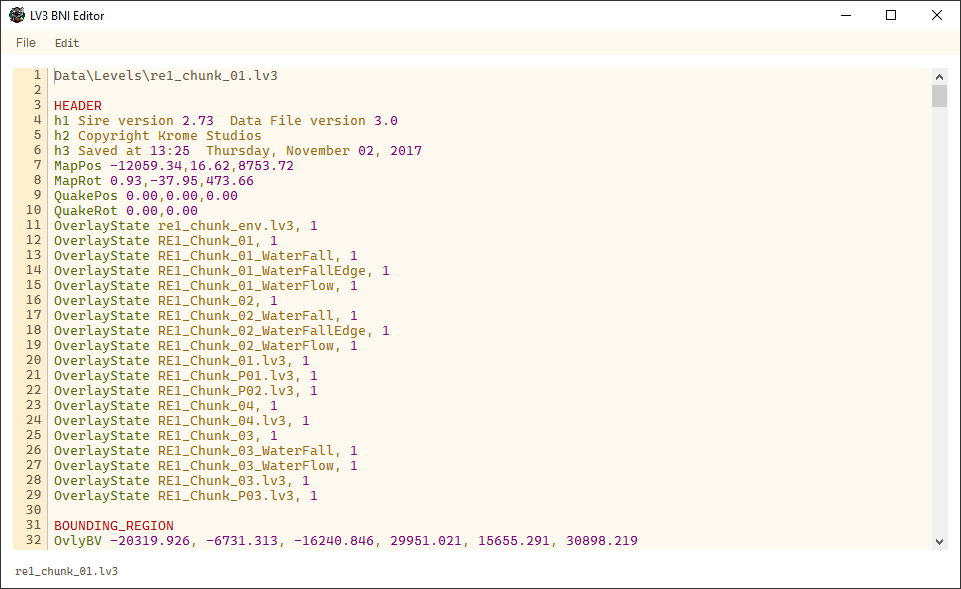 LV3 BNI Editor
File Edit
1 Data\Levels\re1_chunk_01.lv3
2
3 HEADER
4 h1 Sire version 2.73  Data File version 3.0
5 h2 Copyright Krome Studios
6 h3 Saved at 13:25  Thursday, November 02, 2017
7 MapPos -12059.34,16.62,8753.72
8 MapRot 0.93,-37.95,473.66
9 QuakePos 0.00,0.00,0.00
10 QuakeRot 0.00,0.00
11 OverlayState re1_chunk_env.lv3, 1
12 OverlayState RE1_Chunk_01, 1
13 OverlayState RE1_Chunk_01_WaterFall, 1
14 OverlayState RE1_Chunk_01_WaterFallEdge, 1
15 OverlayState RE1_Chunk_01_WaterFlow, 1
16 OverlayState RE1_Chunk_02, 1
17 OverlayState RE1_Chunk_02_WaterFall, 1
18 OverlayState RE1_Chunk_02_WaterFallEdge, 1
19 OverlayState RE1_Chunk_02_WaterFlow, 1
20 OverlayState RE1_Chunk_01.lv3, 1
21 OverlayState RE1_Chunk_P01.lv3, 1
22 OverlayState RE1_Chunk_P02.lv3, 1
23 OverlayState RE1_Chunk_04, 1
24 OverlayState RE1_Chunk_04.lv3, 1
25 OverlayState RE1_Chunk_03, 1
26 OverlayState RE1_Chunk_03_WaterFall, 1
27 OverlayState RE1_Chunk_03_WaterFlow, 1
28 OverlayState RE1_Chunk_03.lv3, 1
29 OverlayState RE1_Chunk_P03.lv3, 1
30
31 BOUNDING_REGION
32 OvlyBV -20319.926, -6731.313, -16240.846, 29951.021, 15655.291, 30898.219
re1_chunk_01.lv3